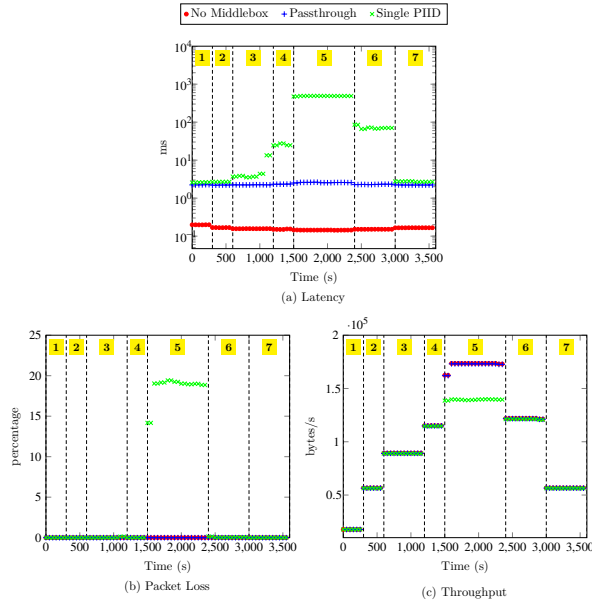 No Middlebox Passthrough Single PIID
10^4
10^3
10^2
10^1
10^0
10^-1
ms
1 2 3 4 5 6 7
0 500 1,000 1,500 2,000 2,500 3,000 3,500
Time (s)
(a) Latency
25
20
15
10
5
0
percentage
1 2 3 4 5 6 7
0 500 1,000 1,500 2,000 2,500 3,000 3,500
Time (s)
(b) Packet Loss
·10^5
2
1.5
1
0.5
bytes/s
1 2 3 4 5 6 7
0 500 1,000 1,500 2,000 2,500 3,000 3,500
Time (s)
(c) Throughput